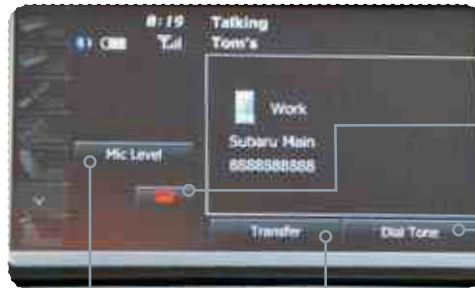 8:19
Talking
Tom's
Work
Mic Level
Subaru Main
8888888888
Transfer
Dial Tone